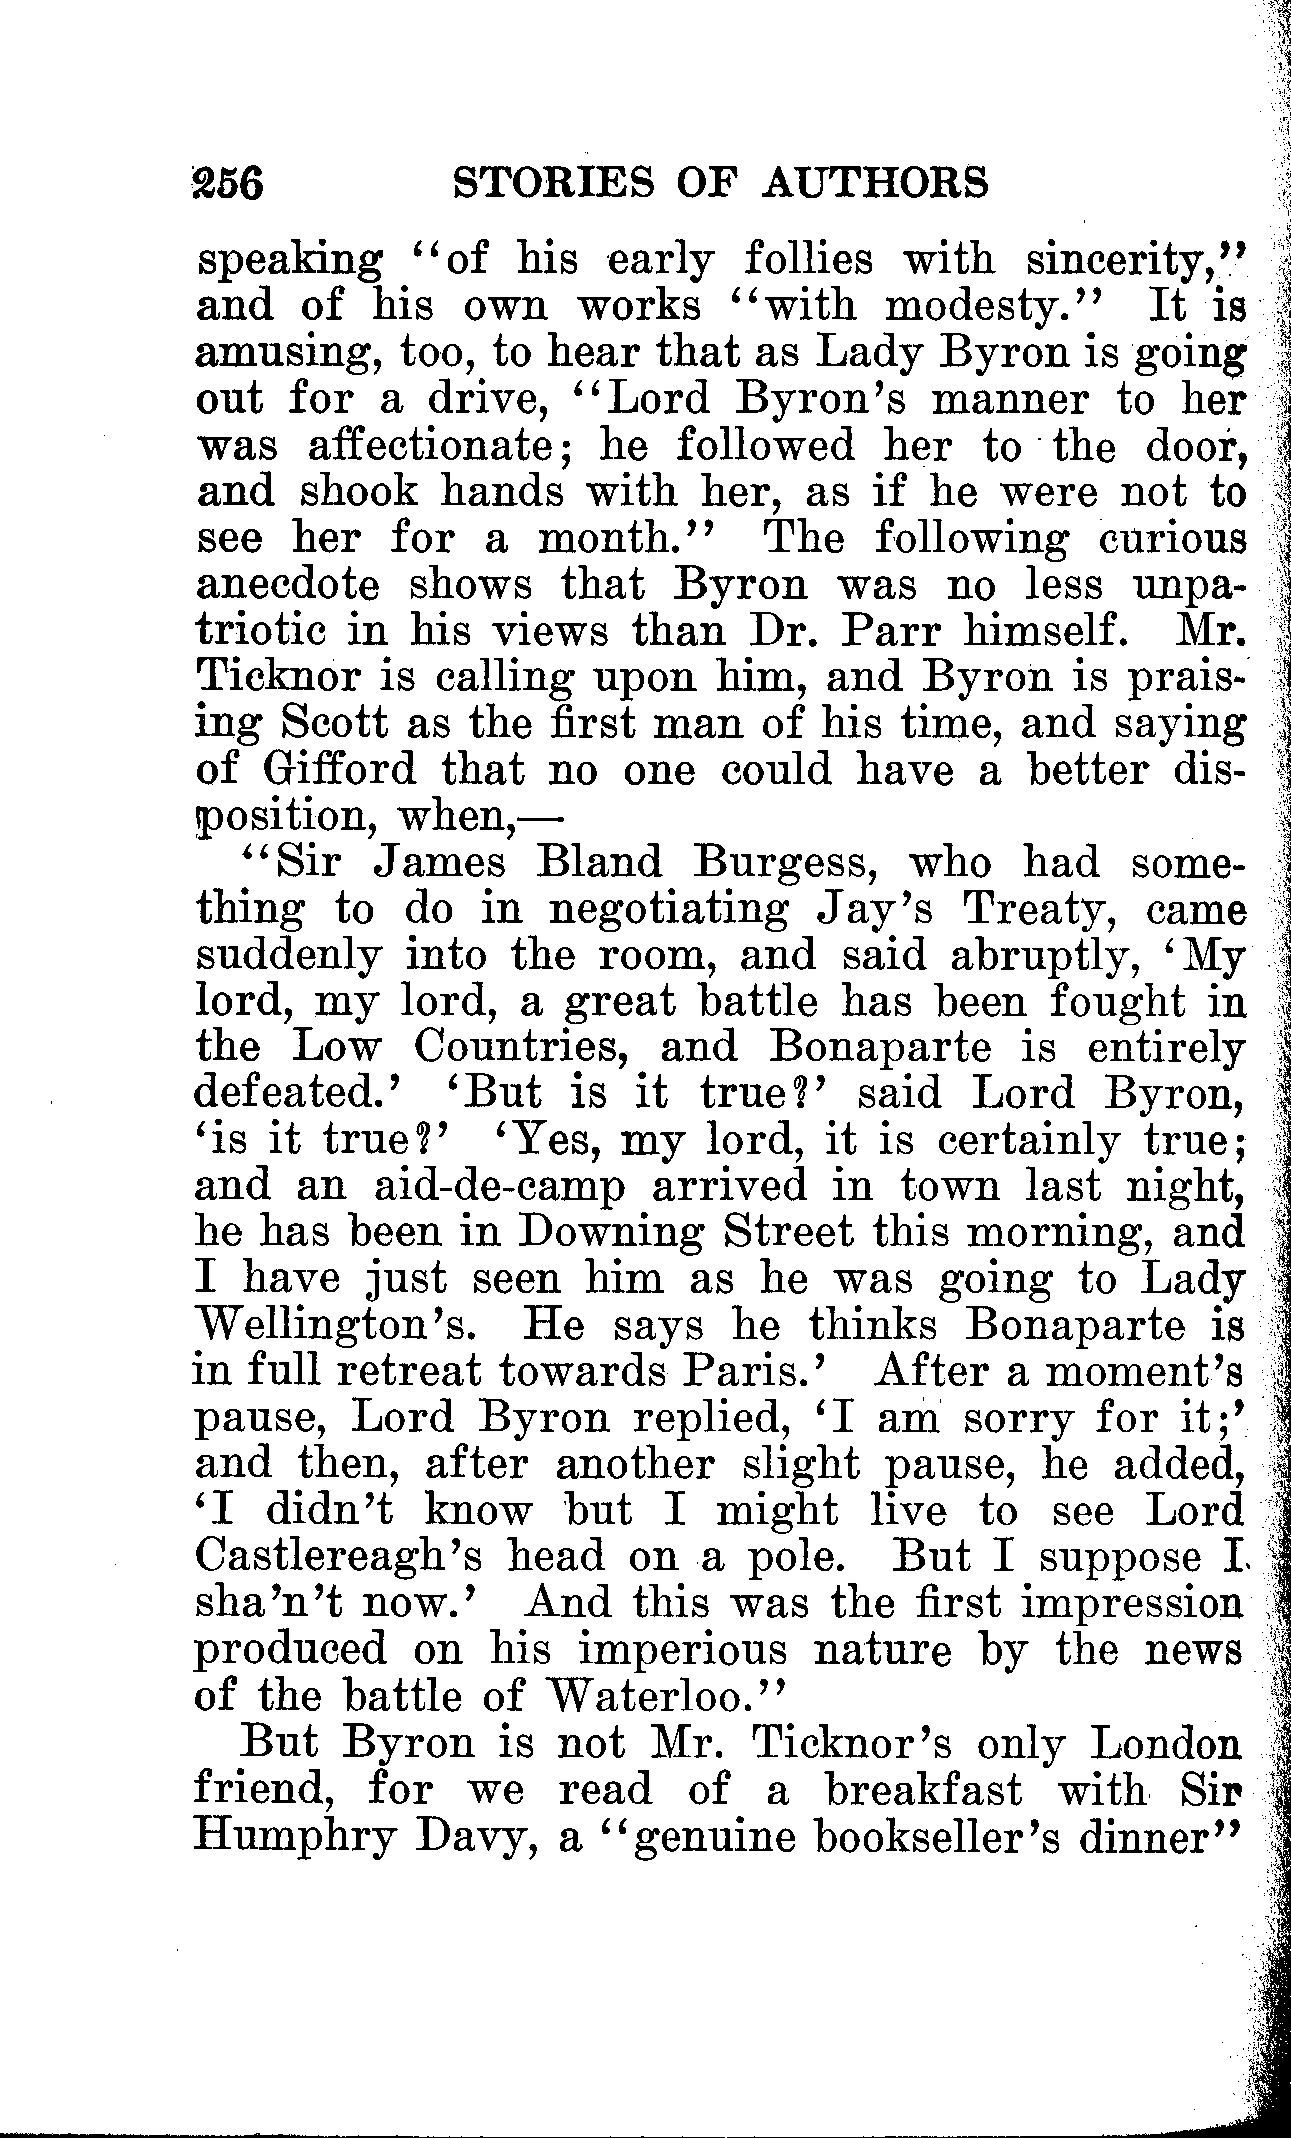 256 STORIES OF AUTHORS
speaking "of his early follies with sincerity,"
and of his own works "with modesty." It is
amusing, too, to hear that as Lady Byron is going
out for a drive, "Lord Byron's manner to her
was affectionate; he followed her to the door,
and shook hands with her, as if he were not to
see her for a month." The following curious
anecdote shows that Byron was no less unpa-
triotic in his views than Dr. Parr himself. Mr.
Ticknor is calling upon him, and Byron is prais-
ing Scott as the first man of his time, and saying
of Gifford that no one could have a better dis-
position, when,—
"Sir James Bland Burgess, who had some-
thing to do in negotiating Jay's Treaty, came
suddenly into the room, and said abruptly, 'My
lord, my lord, a great battle has been fought in
the Low Countries, and Bonaparte is entirely
defeated.' 'But is it true?' said Lord Byron,
'is it true?' 'Yes, my lord, it is certainly true;
and an aid-de-camp arrived in town last night,
he has been in Downing Street this morning, and
I have just seen him as he was going to Lady
Wellington's. He says he thinks Bonaparte is
in full retreat towards Paris.' After a moment's
pause, Lord Byron replied, 'I am sorry for it;'
and then, after another slight pause, he added,
'I didn't know but I might live to see Lord
Castlereagh's head on a pole. But I suppose I
sha'n't now.' And this was the first impression
produced on his imperious nature by the news
of the battle of Waterloo."
But Byron is not Mr. Ticknor's only London
friend, for we read of a breakfast with Sir
Humphry Davy, a "genuine bookseller's dinner"